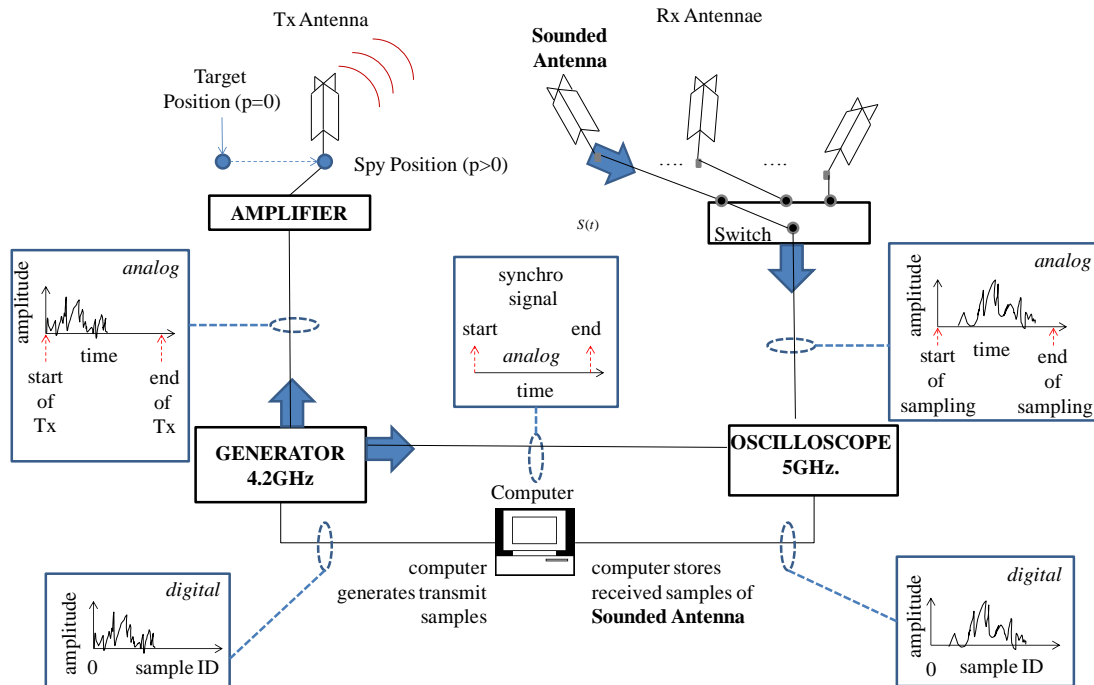 Tx Antenna
Rx Antennae
Sounded
Antenna
Target
Position (p=0)
Spy Position (p>0)
....
....
AMPLIFIER
S(t)
Switch
analog
amplitude
time
start
of
Tx
end
of
Tx
synchro
signal
start
end
analog
time
analog
amplitude
time
start
of
sampling
end
of
sampling
GENERATOR
4.2GHz
OSCILLOSCOPE
5GHz.
Computer
computer
generates transmit
samples
computer stores
received samples of
Sounded Antenna
digital
amplitude
0
sample ID
digital
amplitude
0
sample ID